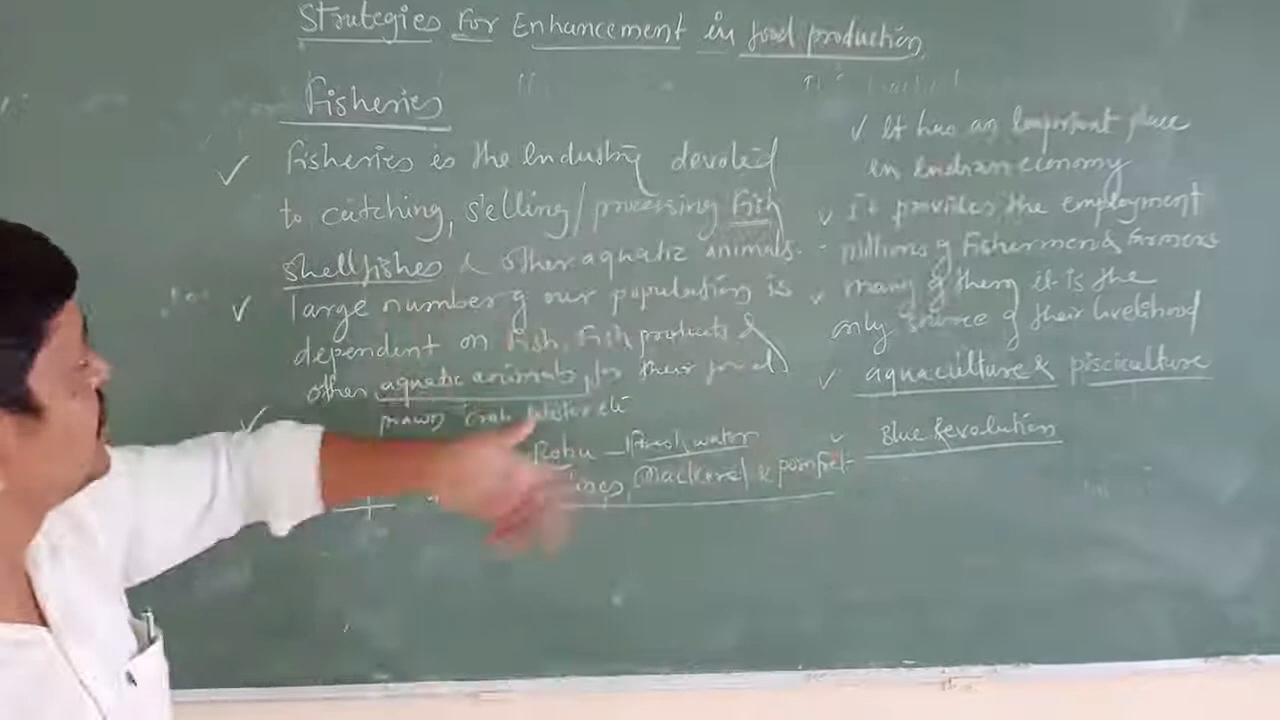 Strategies For Enhancement in food production
Fisheries
✓ Fisheries is the Industry devoted
to catching, selling/processing Fish
shellfishes & other aquatic animals.
✓ large number of our population is
dependent on Fish, Fish products &
other aquatic animals, for their food
prawn crab lobster etc
Rohu – Fresh water
Mackerel & pomfret
✓ It has an Important place
in Indian economy
✓ it provides the employment
millions of Fishermen & farmers
✓ many of them it is the
only source of their livelihood
✓ aquaculture & pisciculture
✓ Blue Revolution